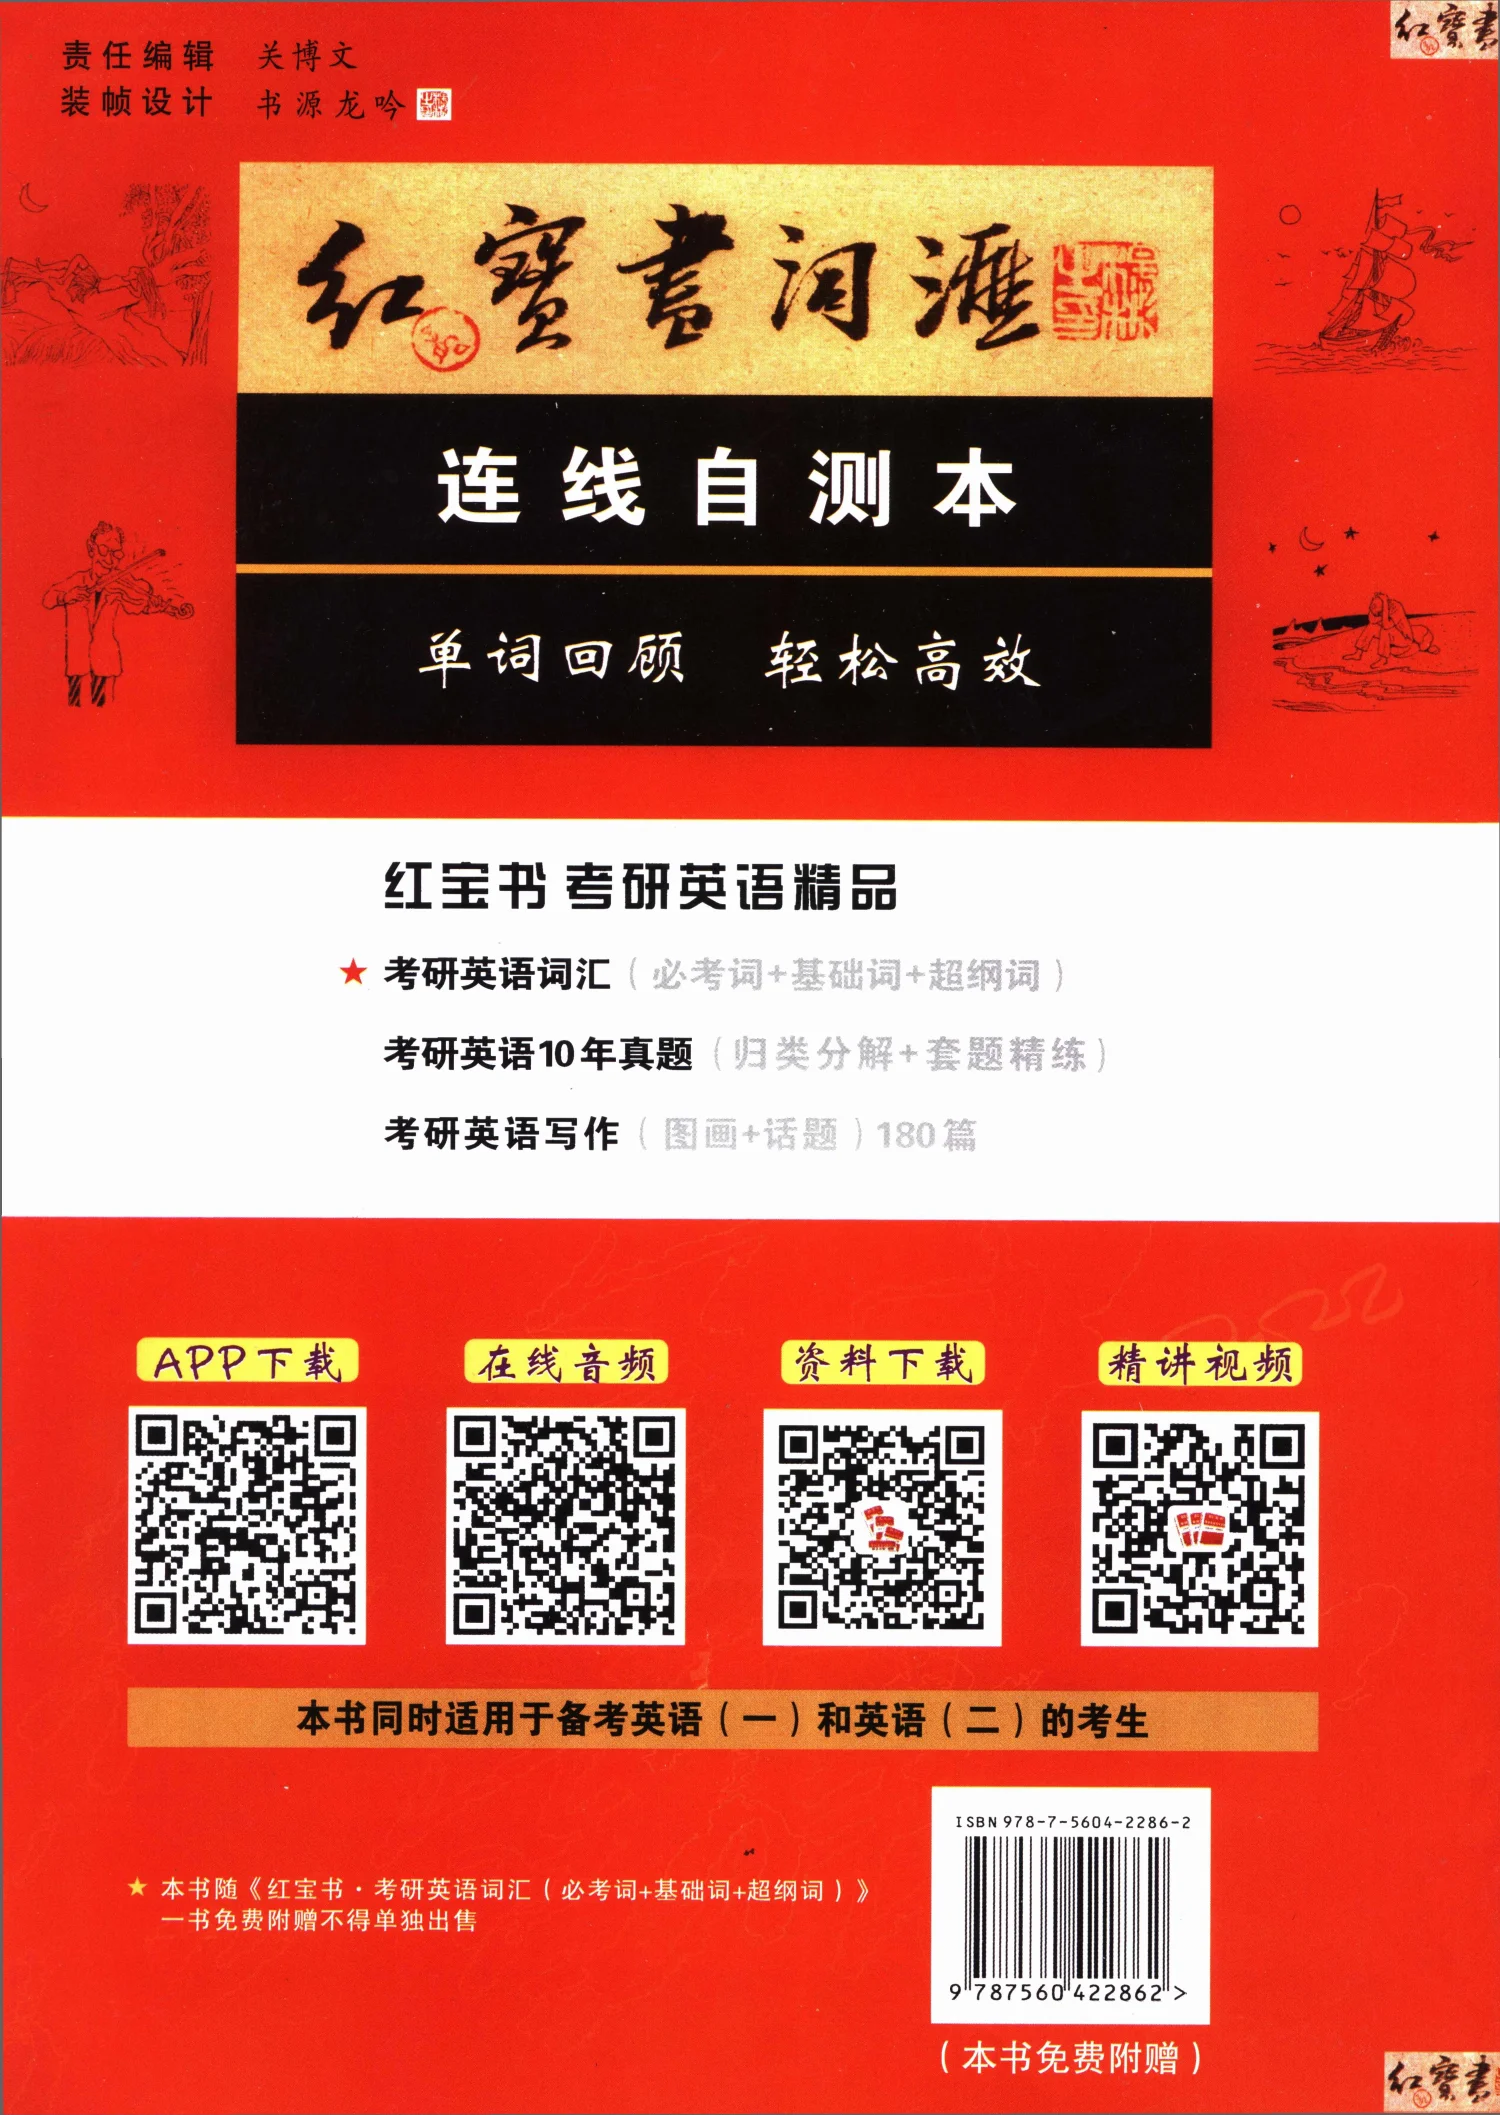 责任编辑 关博文
装帧设计 书源龙吟
红寶書
红寶書词滙
连线自测本
单词回顾 轻松高效
红宝书 考研英语精品
★ 考研英语词汇(必考词+基础词+超纲词)
考研英语10年真题(归类分解+套题精练)
考研英语写作(图画+话题)180篇
2022
APP下载 在线音频 资料下载 精讲视频
本书同时适用于备考英语(一)和英语(二)的考生
ISBN 978-7-5604-2286-2
9 787560 422862 >
★ 本书随《红宝书·考研英语词汇(必考词+基础词+超纲词)》
一书免费附赠不得单独出售
(本书免费附赠)
红寶書